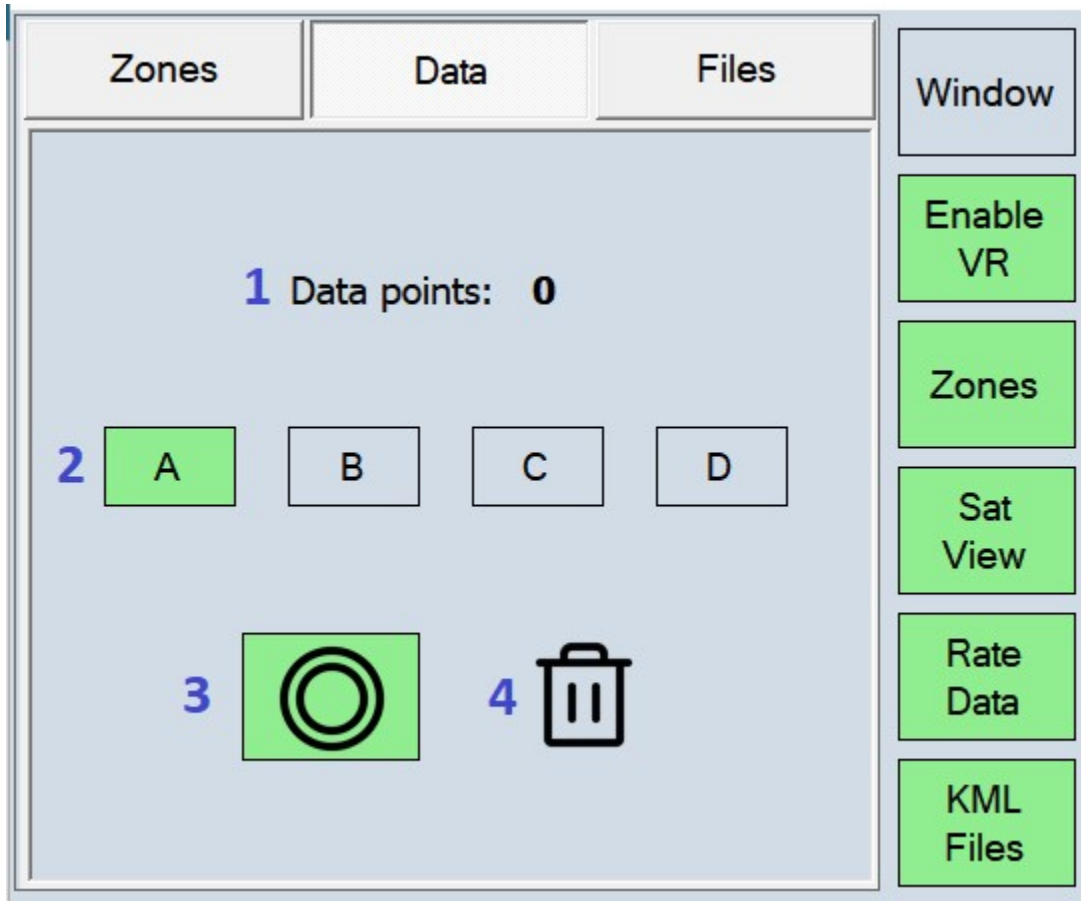 Zones
Data
Files
Window
Enable
VR
1 Data points: 0
Zones
2 A B C D
Sat
View
3
4
Rate
Data
KML
Files